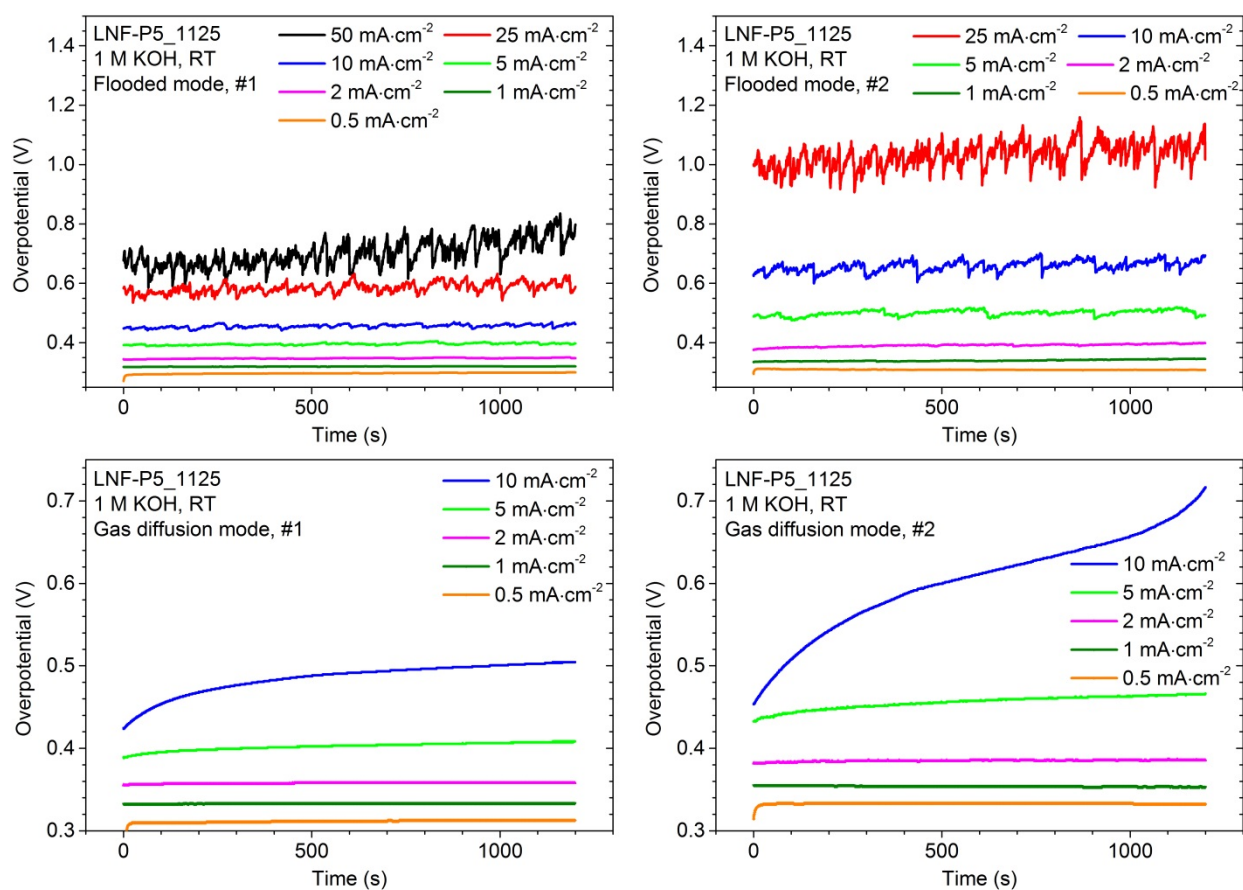 LNF-P5_1125
1 M KOH, RT
Flooded mode, #1
50 mA·cm⁻² 25 mA·cm⁻²
10 mA·cm⁻² 5 mA·cm⁻²
2 mA·cm⁻² 1 mA·cm⁻²
0.5 mA·cm⁻²
Overpotential (V)
1.4
1.2
1.0
0.8
0.6
0.4
0 500 1000
Time (s)
LNF-P5_1125
1 M KOH, RT
Flooded mode, #2
25 mA·cm⁻² 10 mA·cm⁻²
5 mA·cm⁻² 2 mA·cm⁻²
1 mA·cm⁻² 0.5 mA·cm⁻²
Overpotential (V)
1.4
1.2
1.0
0.8
0.6
0.4
0 500 1000
Time (s)
LNF-P5_1125
1 M KOH, RT
Gas diffusion mode, #1
10 mA·cm⁻²
5 mA·cm⁻²
2 mA·cm⁻²
1 mA·cm⁻²
0.5 mA·cm⁻²
Overpotential (V)
0.7
0.6
0.5
0.4
0.3
0 500 1000
Time (s)
LNF-P5_1125
1 M KOH, RT
Gas diffusion mode, #2
10 mA·cm⁻²
5 mA·cm⁻²
2 mA·cm⁻²
1 mA·cm⁻²
0.5 mA·cm⁻²
Overpotential (V)
0.7
0.6
0.5
0.4
0.3
0 500 1000
Time (s)